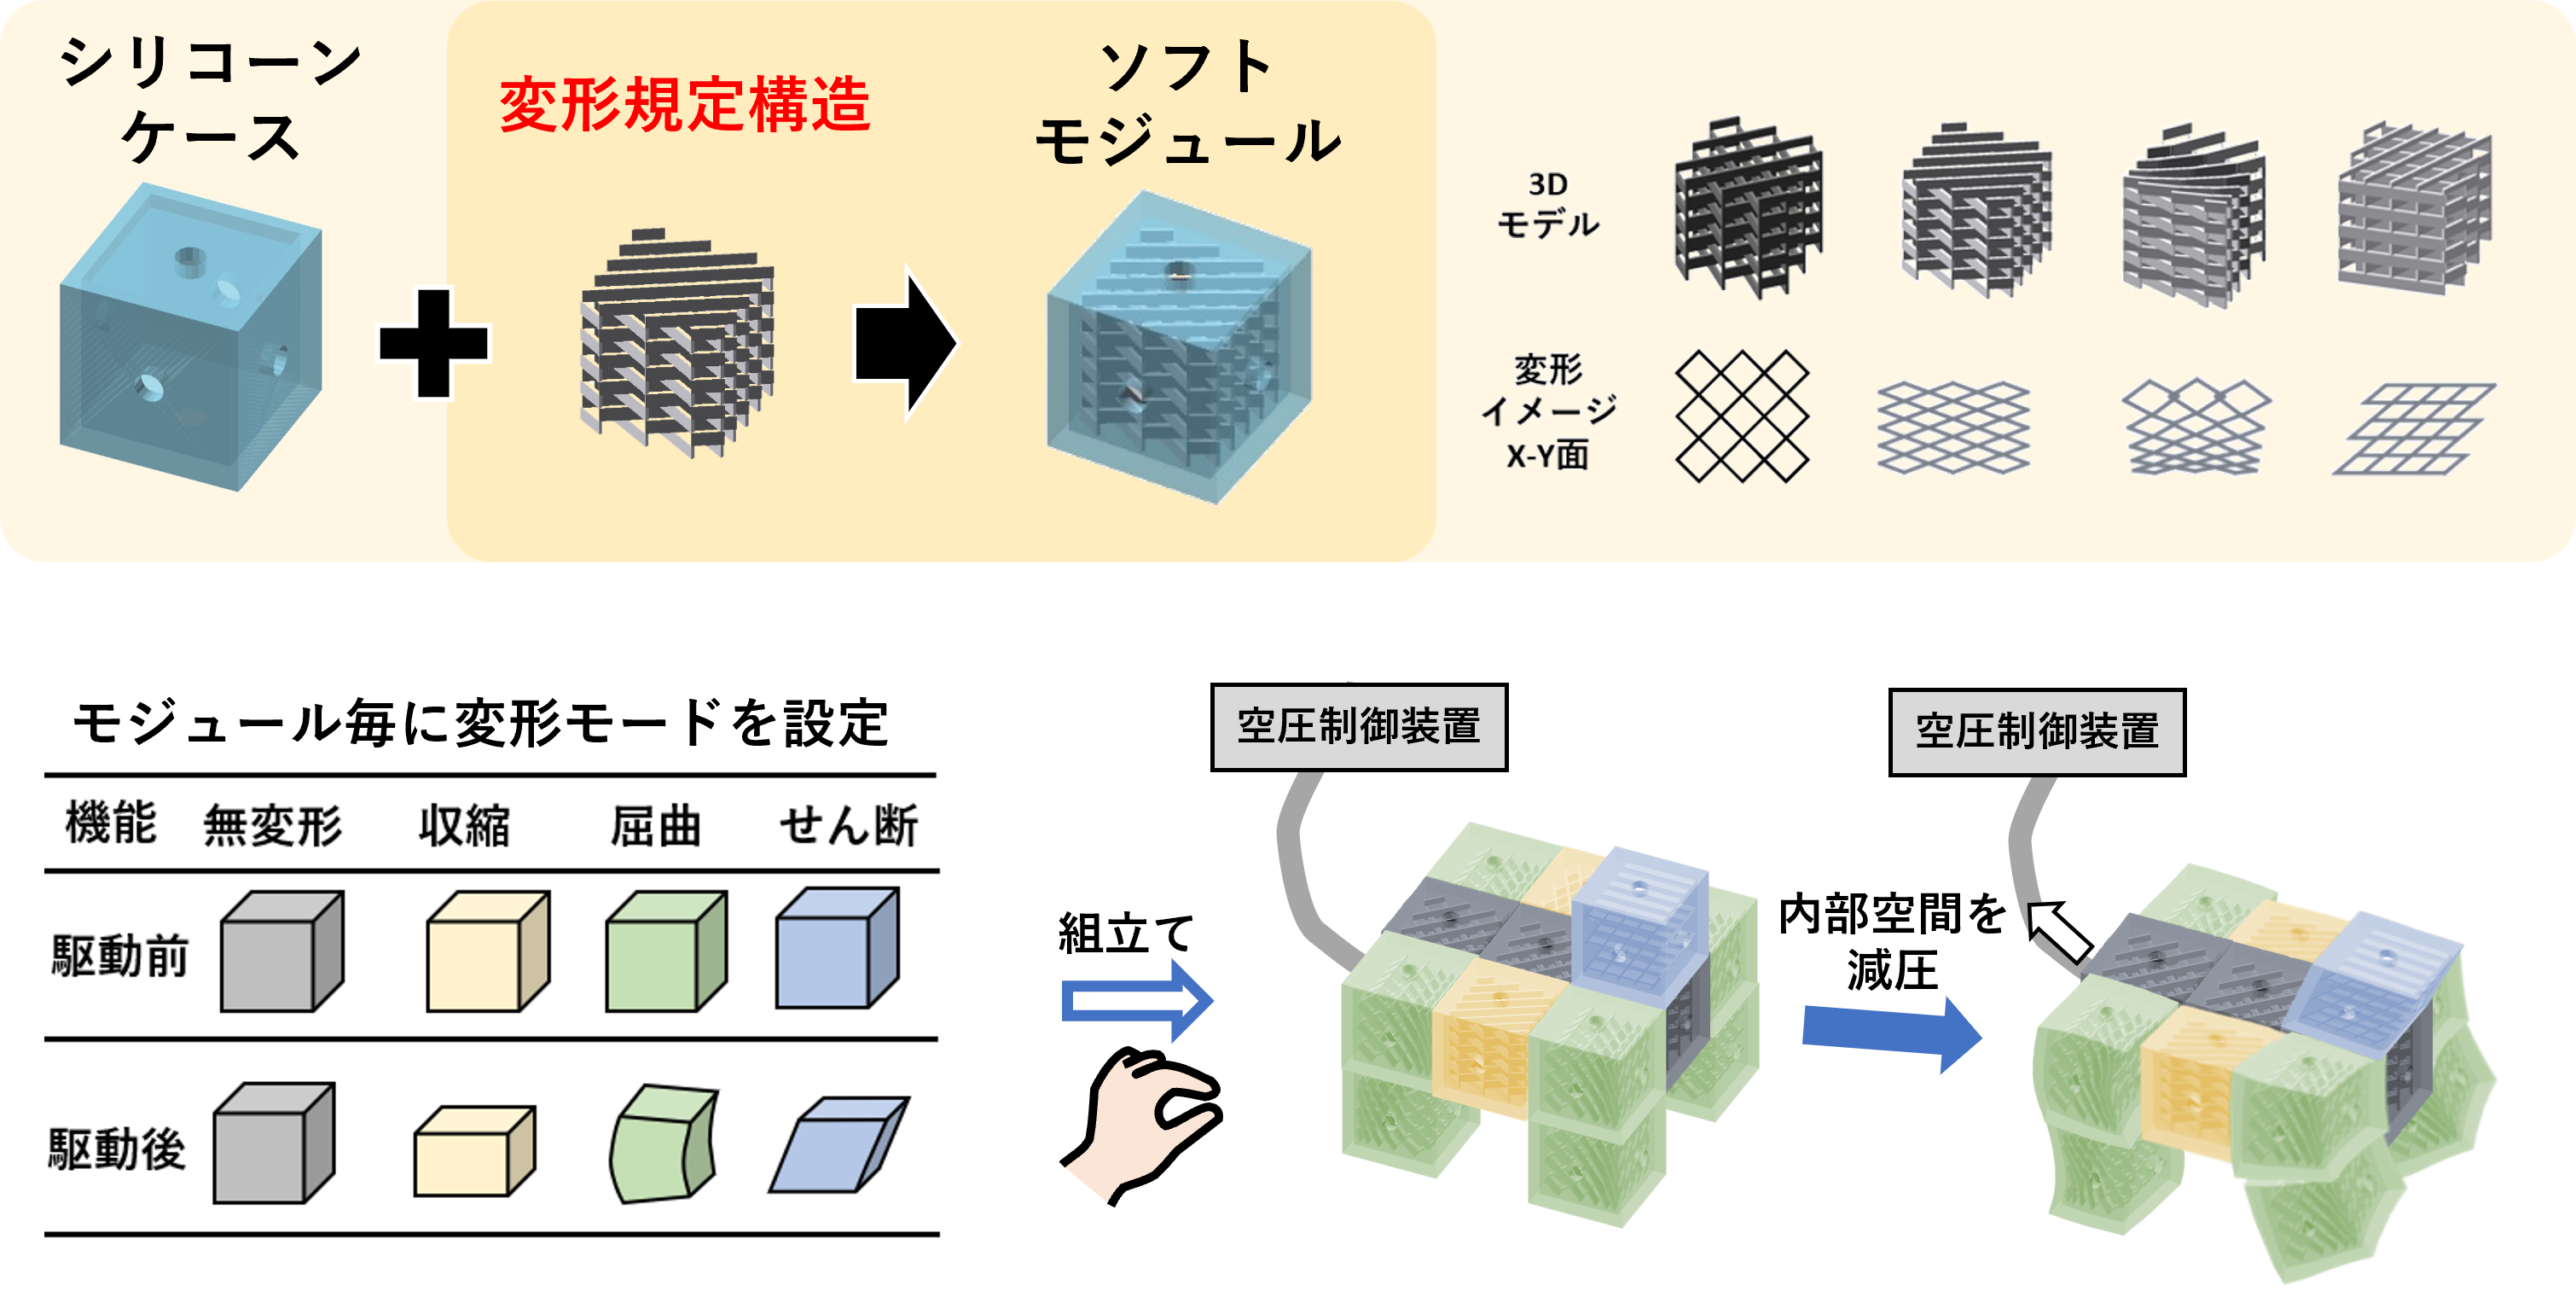 シリコーン
ケース
変形規定構造
ソフト
モジュール
3D
モデル
変形
イメージ
X-Y面
モジュール毎に変形モードを設定
機能 無変形 収縮 屈曲 せん断
駆動前
駆動後
空圧制御装置
組立て
空圧制御装置
内部空間を
減圧